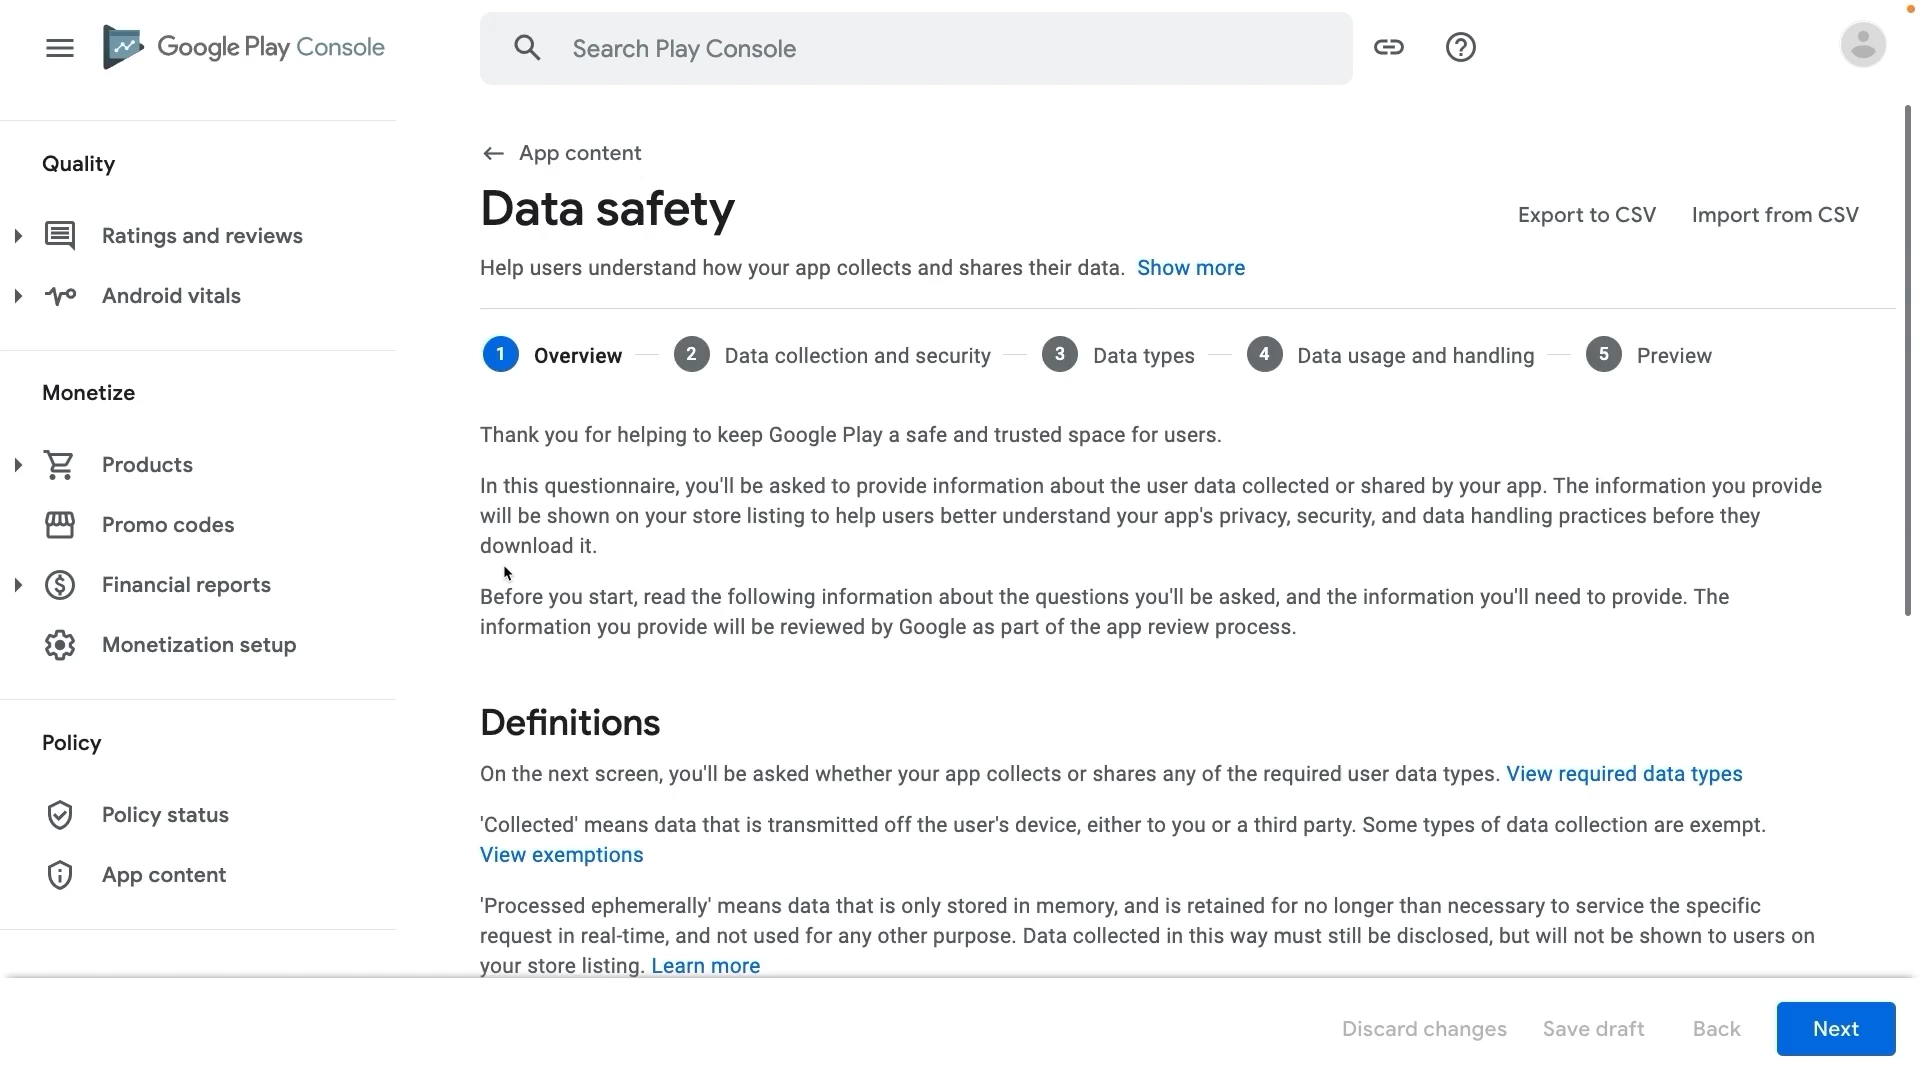 Google Play Console
Search Play Console
Quality
Ratings and reviews
Android vitals
Monetize
Products
Promo codes
Financial reports
Monetization setup
Policy
Policy status
App content
App content
Data safety
Export to CSV
Import from CSV
Help users understand how your app collects and shares their data. Show more
1 Overview 2 Data collection and security 3 Data types 4 Data usage and handling 5 Preview
Thank you for helping to keep Google Play a safe and trusted space for users.
In this questionnaire, you'll be asked to provide information about the user data collected or shared by your app. The information you provide
will be shown on your store listing to help users better understand your app's privacy, security, and data handling practices before they
download it.
Before you start, read the following information about the questions you'll be asked, and the information you'll need to provide. The
information you provide will be reviewed by Google as part of the app review process.
Definitions
On the next screen, you'll be asked whether your app collects or shares any of the required user data types. View required data types
'Collected' means data that is transmitted off the user's device, either to you or a third party. Some types of data collection are exempt.
View exemptions
'Processed ephemerally' means data that is only stored in memory, and is retained for no longer than necessary to service the specific
request in real-time, and not used for any other purpose. Data collected in this way must still be disclosed, but will not be shown to users on
your store listing. Learn more
Discard changes
Save draft
Back
Next